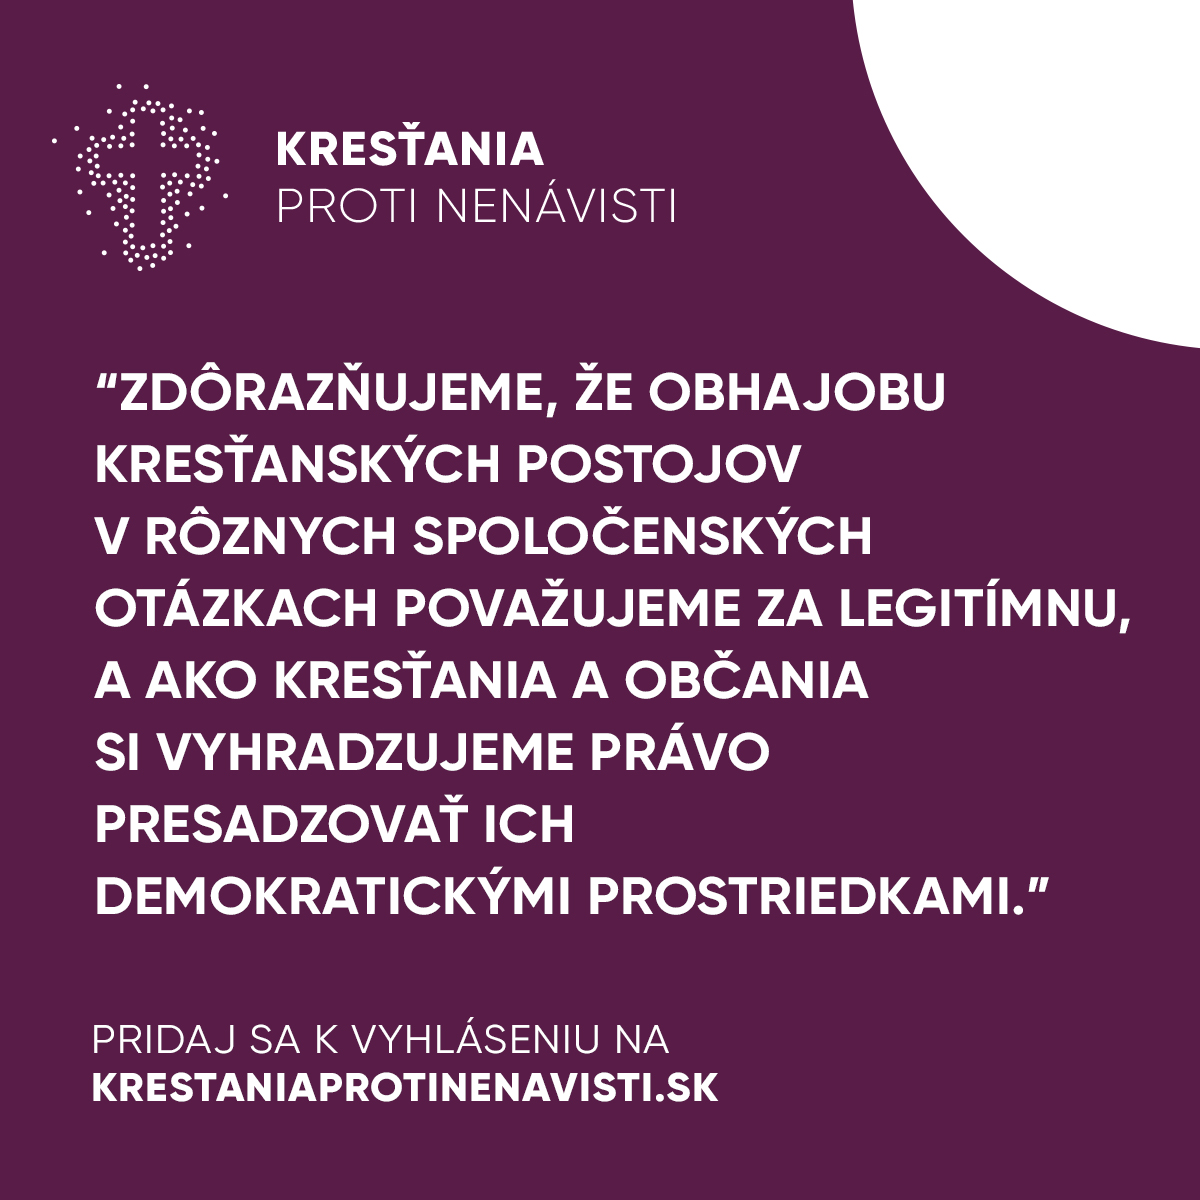 KRESŤANIA
PROTI NENÁVISTI
“ZDÔRAZŇUJEME, ŽE OBHAJOBU
KRESŤANSKÝCH POSTOJOV
V RÔZNYCH SPOLOČENSKÝCH
OTÁZKACH POVAŽUJEME ZA LEGITÍMNU,
A AKO KRESŤANIA A OBČANIA
SI VYHRADZUJEME PRÁVO
PRESADZOVAŤ ICH
DEMOKRATICKÝMI PROSTRIEDKAMI.”
PRIDAJ SA K VYHLÁSENIU NA
KRESTANIAPROTINENAVISTI.SK